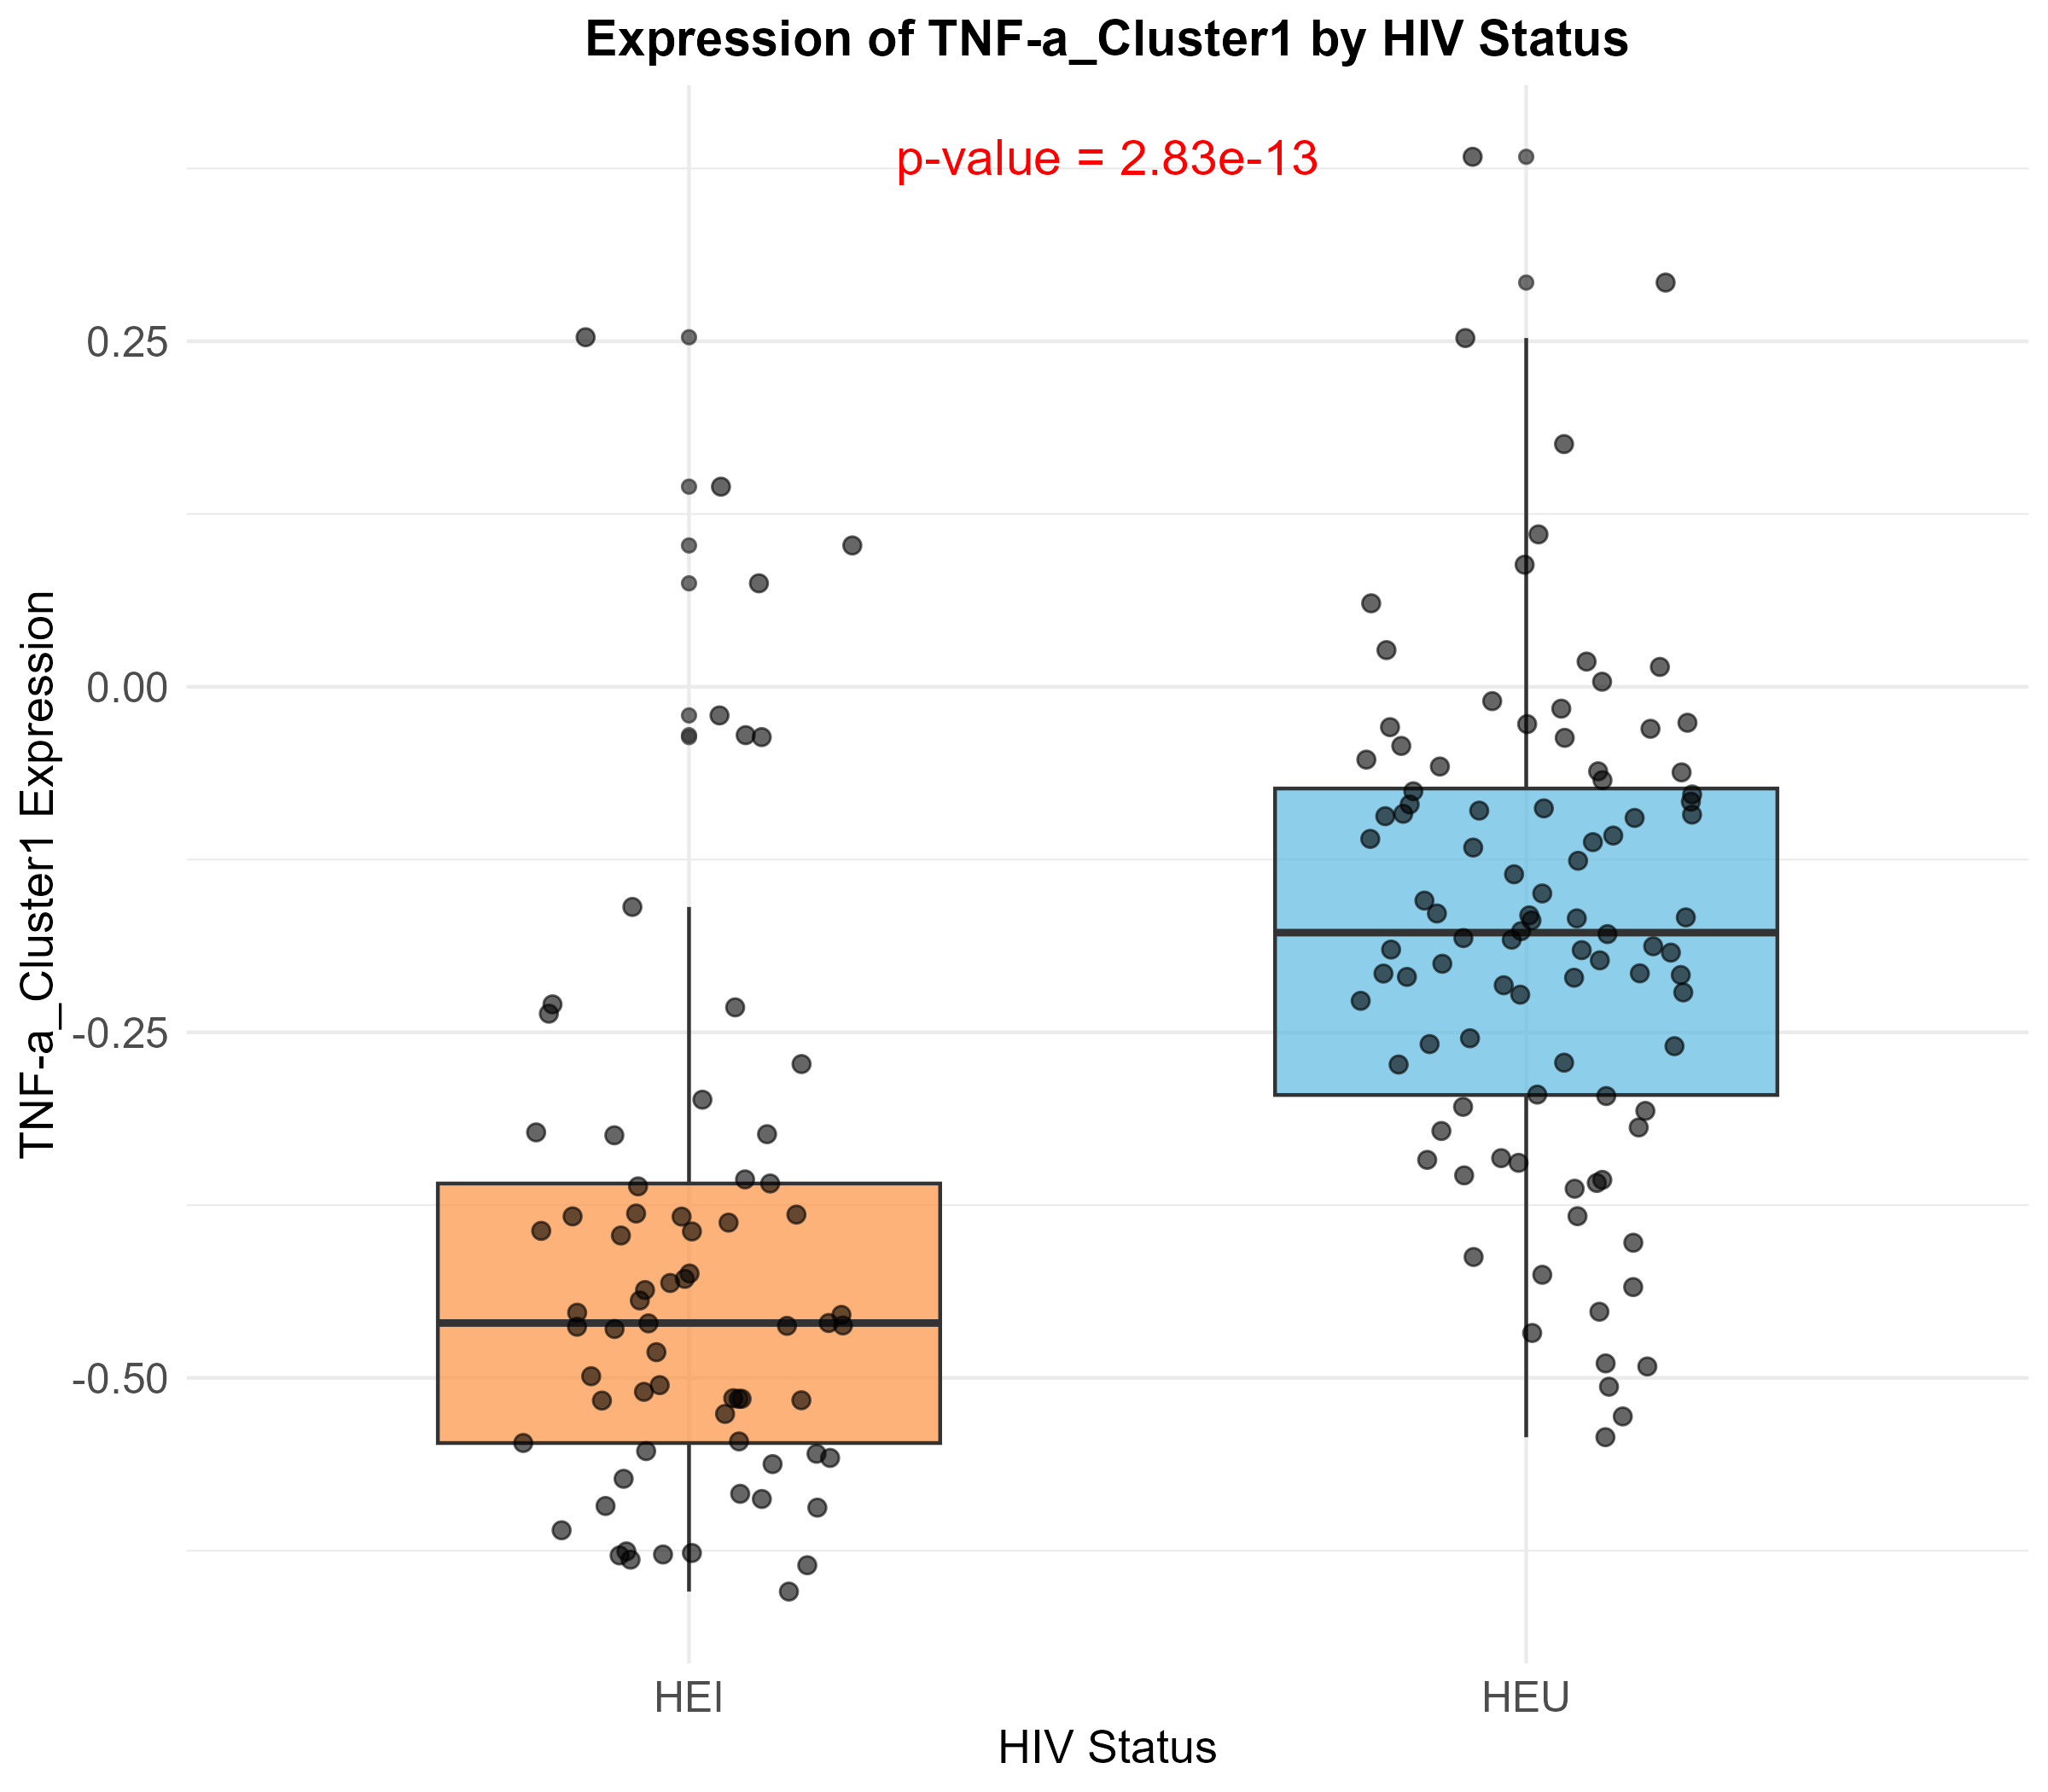 Expression of TNF-a_Cluster1 by HIV Status
p-value = 2.83e-13
TNF-a_Cluster1 Expression
0.25
0.00
-0.25
-0.50
HEI
HEU
HIV Status